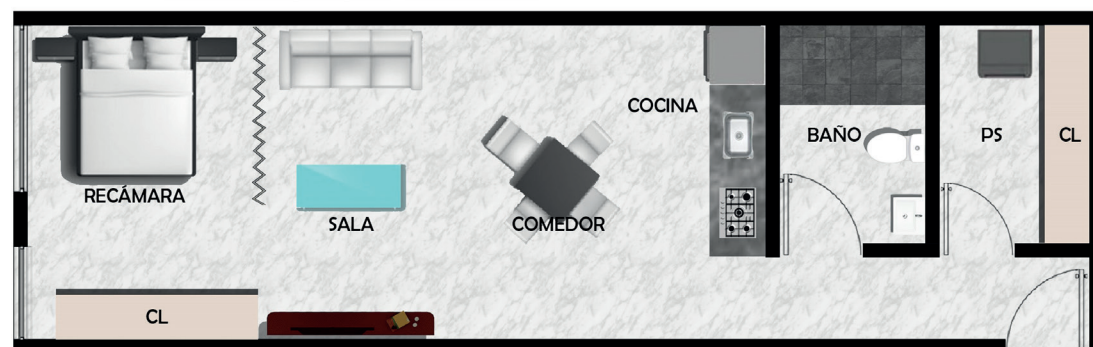 COCINA
BAÑO
PS
CL
RECÁMARA
SALA
COMEDOR
CL